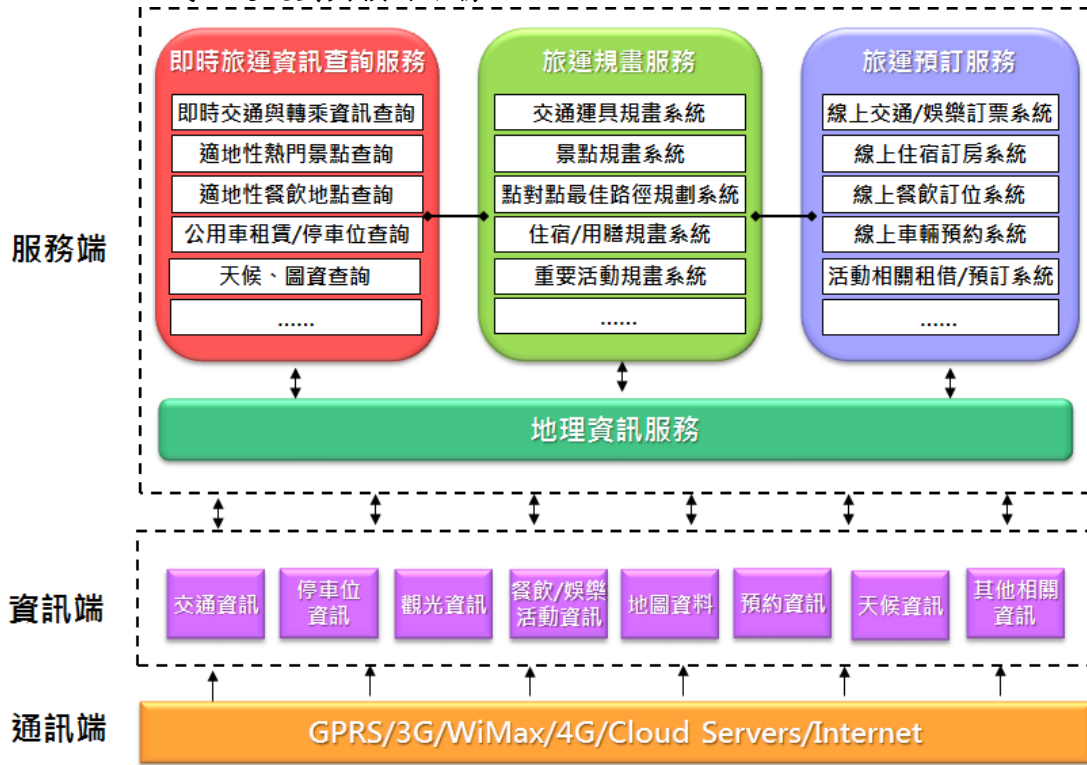 即時旅運資訊查詢服務
即時交通與轉乘資訊查詢
適地性熱門景點查詢
適地性餐飲地點查詢
公用車租賃/停車位查詢
天候、圖資查詢
......
旅運規畫服務
交通運具規畫系統
景點規畫系統
點對點最佳路徑規劃系統
住宿/用膳規畫系統
重要活動規畫系統
......
旅運預訂服務
線上交通/娛樂訂票系統
線上住宿訂房系統
線上餐飲訂位系統
線上車輛預約系統
活動相關租借/預訂系統
......
服務端
地理資訊服務
資訊端
交通資訊
停車位
資訊
觀光資訊
餐飲/娛樂
活動資訊
地圖資料
預約資訊
天候資訊
其他相關
資訊
通訊端
GPRS/3G/WiMax/4G/Cloud Servers/Internet